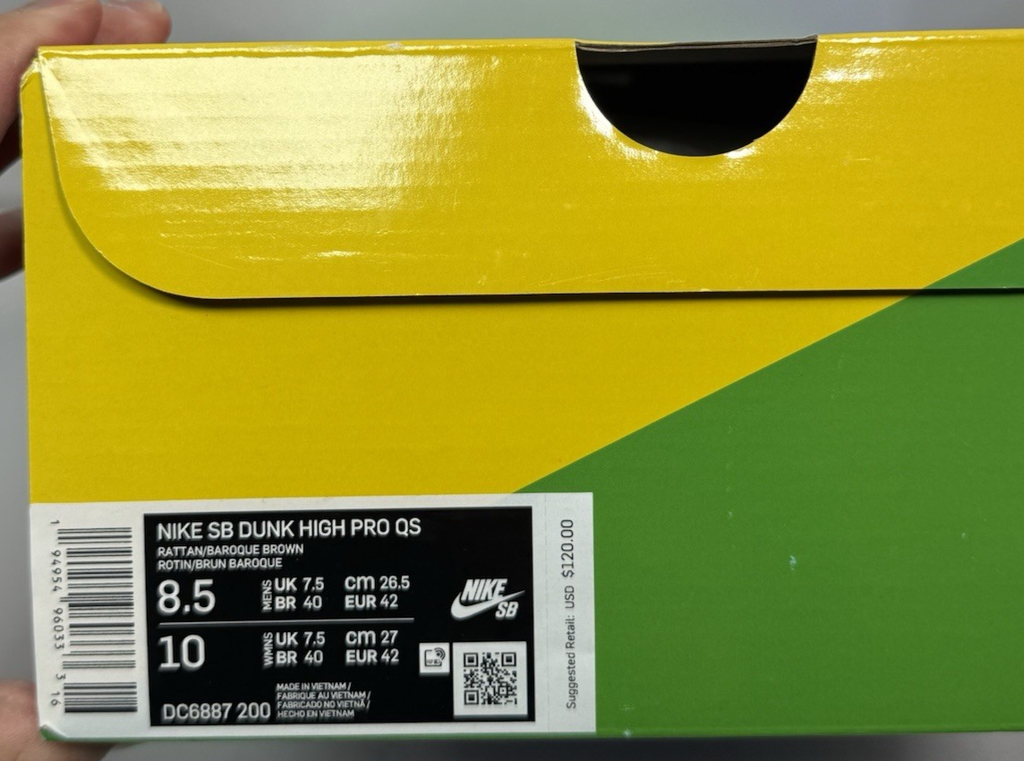 1 94954 96033 3 16
NIKE SB DUNK HIGH PRO QS
RATTAN/BAROQUE BROWN
ROTIN/BRUN BAROQUE
8.5
MENS
UK 7.5 cm 26.5
BR 40 EUR 42
10
WMNS
UK 7.5 cm 27
BR 40 EUR 42
DC6887 200
MADE IN VIETNAM /
FABRIQUE AU VIETNAM /
FABRICADO NO VIETNÃ /
HECHO EN VIETNAM
NIKE
SB
Suggested Retail: USD $120.00